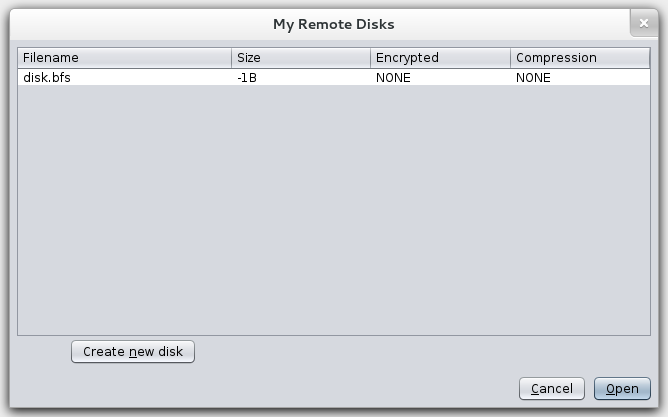 My Remote Disks
Filename Size Encrypted Compression
disk.bfs -1B NONE NONE
Create new disk
Cancel Open